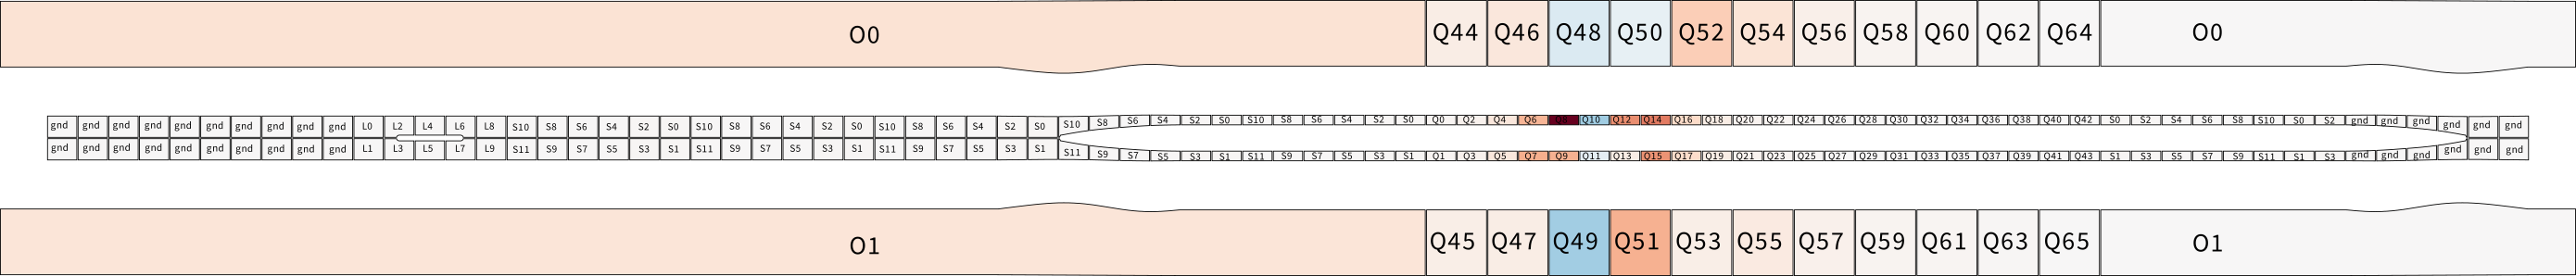 O0 Q44 Q46 Q48 Q50 Q52 Q54 Q56 Q58 Q60 Q62 Q64 O0
gnd gnd gnd gnd gnd gnd gnd gnd gnd gnd L0 L2 L4 L6 L8 S10 S8 S6 S4 S2 S0 S10 S8 S6 S4 S2 S0 S10 S8 S6 S4 S2 S0 S10 S8 S6 S4 S2 S0 S10 S8 S6 S4 S2 S0 Q0 Q2 Q4 Q6 Q8 Q10 Q12 Q14 Q16 Q18 Q20 Q22 Q24 Q26 Q28 Q30 Q32 Q34 Q36 Q38 Q40 Q42 S0 S2 S4 S6 S8 S10 S0 S2 gnd gnd gnd gnd gnd gnd
gnd gnd gnd gnd gnd gnd gnd gnd gnd gnd L1 L3 L5 L7 L9 S11 S9 S7 S5 S3 S1 S11 S9 S7 S5 S3 S1 S11 S9 S7 S5 S3 S1 S11 S9 S7 S5 S3 S1 S11 S9 S7 S5 S3 S1 Q1 Q3 Q5 Q7 Q9 Q11 Q13 Q15 Q17 Q19 Q21 Q23 Q25 Q27 Q29 Q31 Q33 Q35 Q37 Q39 Q41 Q43 S1 S3 S5 S7 S9 S11 S1 S3 gnd gnd gnd gnd gnd gnd
O1 Q45 Q47 Q49 Q51 Q53 Q55 Q57 Q59 Q61 Q63 Q65 O1